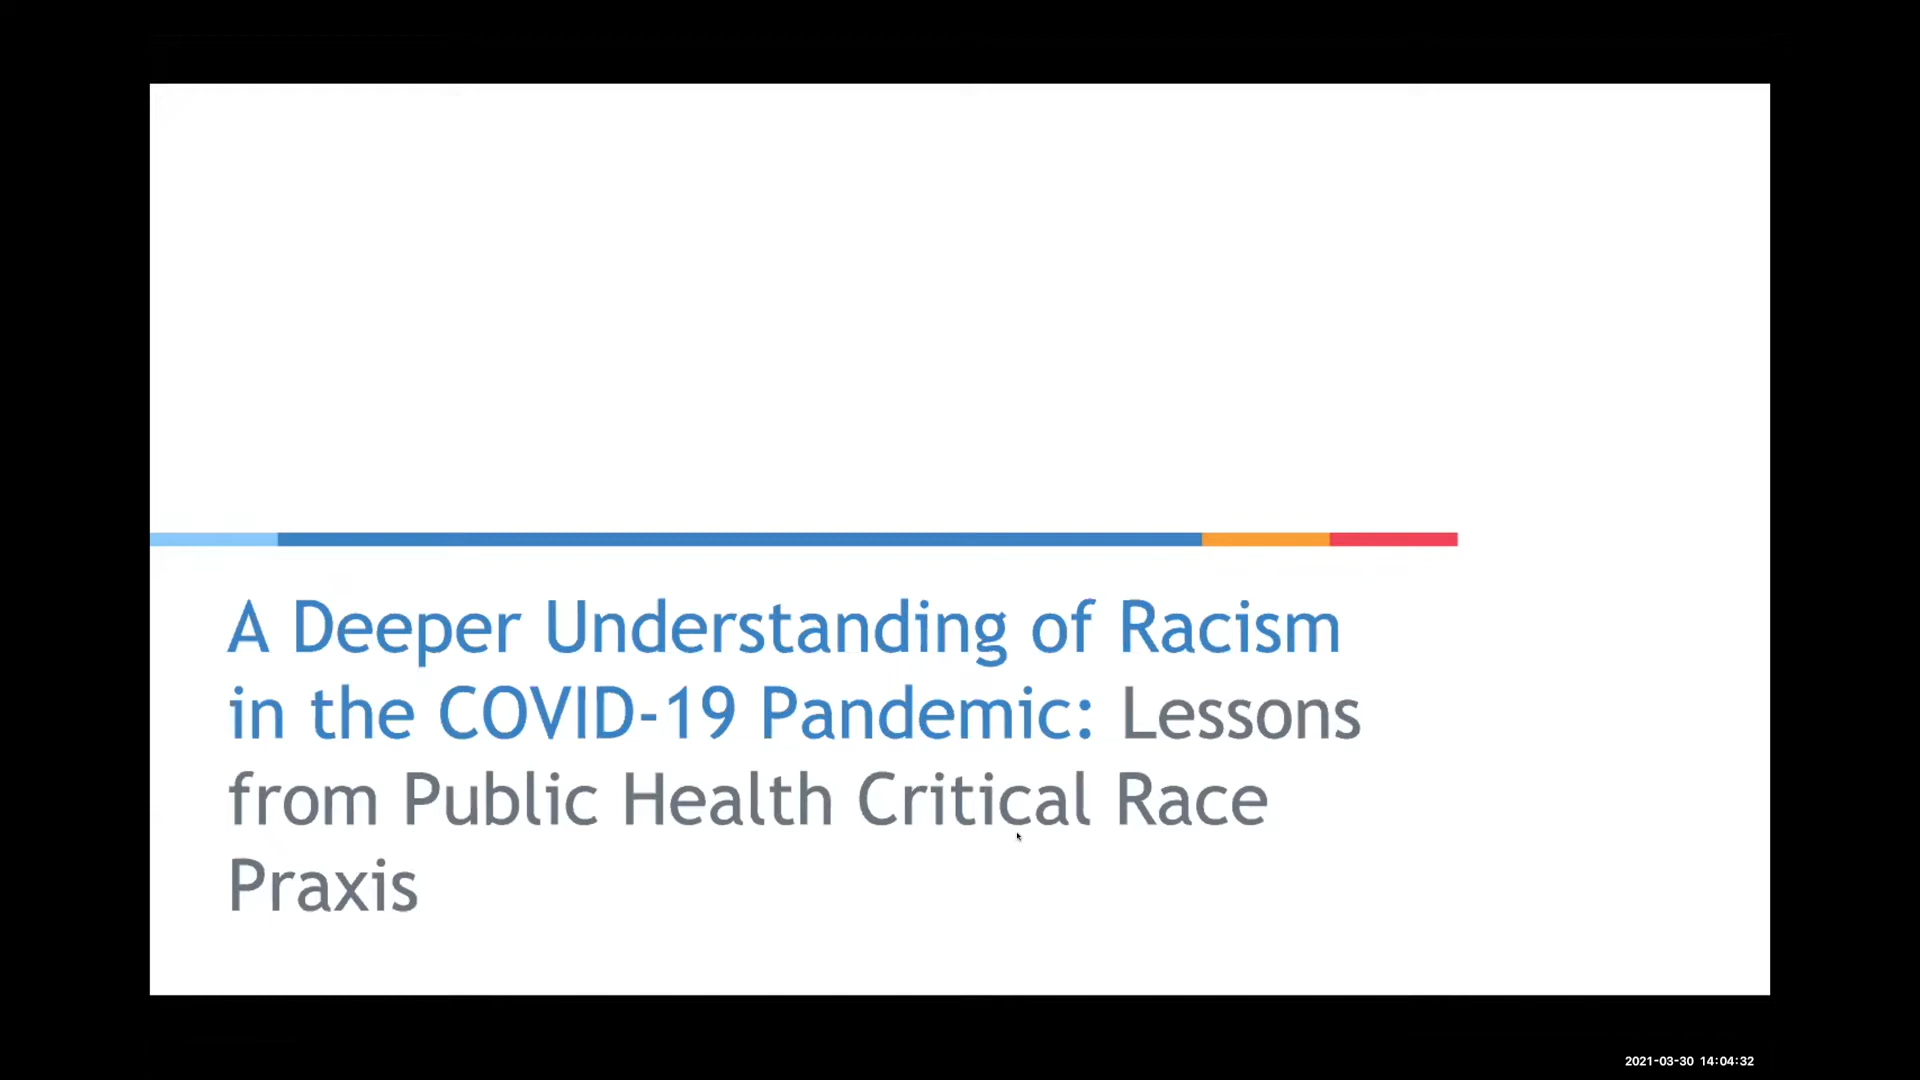 A Deeper Understanding of Racism
in the COVID-19 Pandemic: Lessons
from Public Health Critical Race
Praxis
2021-03-30 14:04:32